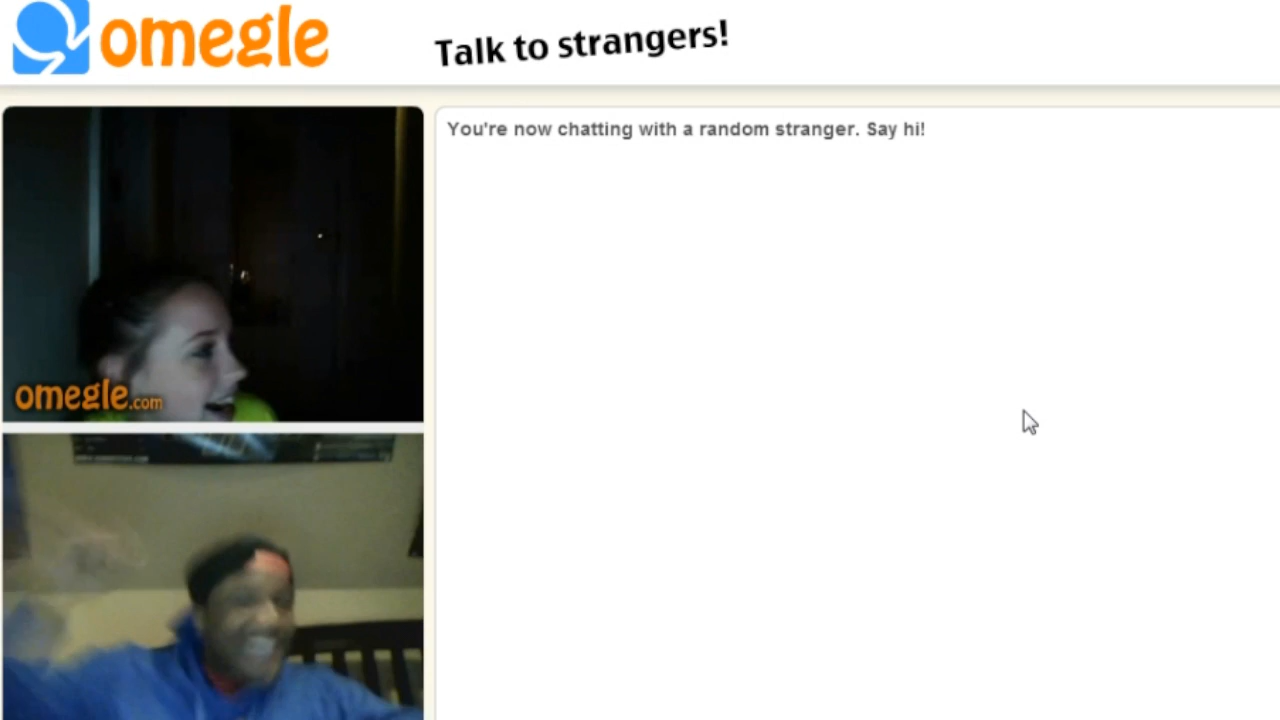 omegle
Talk to strangers!
You're now chatting with a random stranger. Say hi!
omegle.com